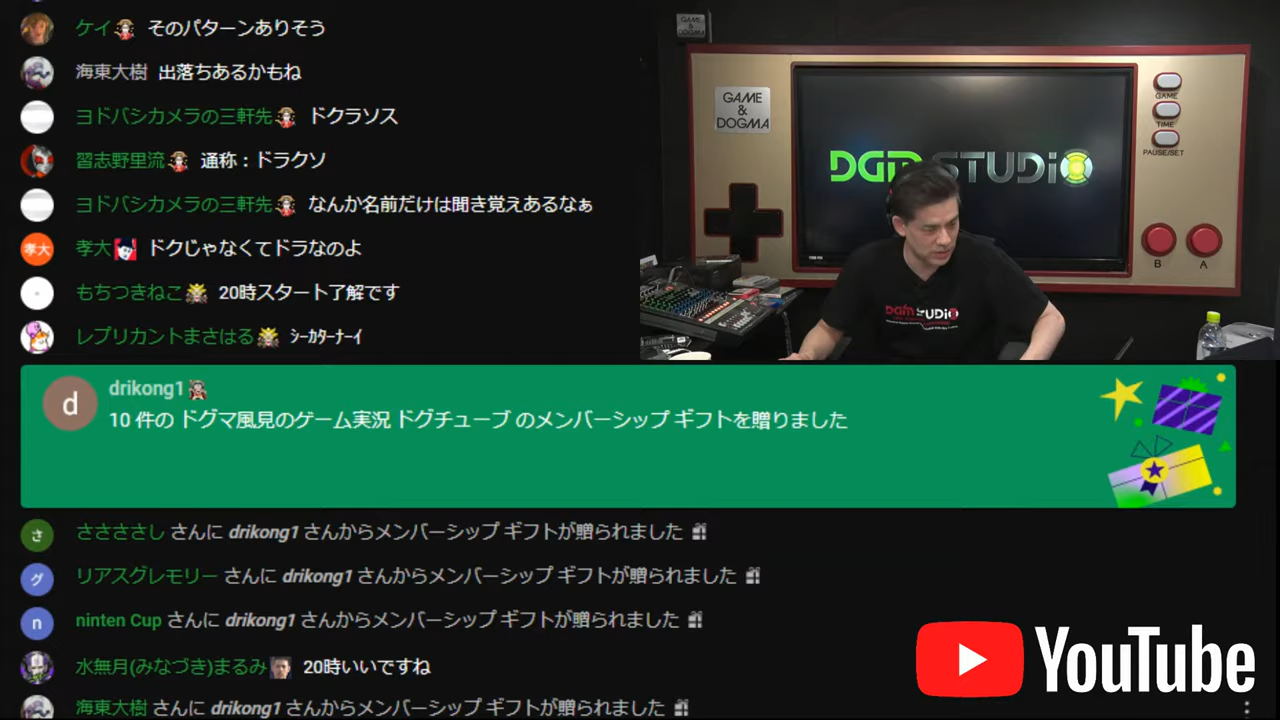 ケイ そのパターンありそう
海東大樹 出落ちあるかもね
ヨドバシカメラの三軒先 ドクラソス
習志野里流 通称：ドラクソ
ヨドバシカメラの三軒先 なんか名前だけは聞き覚えあるなぁ
孝大 孝大 ドクじゃなくてドラなのよ
もちつきねこ 20時スタート了解です
レプリカントまさはる ｼｰｶﾀｰﾅｰｲ
d drikong1
10 件の ドグマ風見のゲーム実況 ドグチューブ のメンバーシップ ギフトを贈りました
さ さささささし さんに drikong1 さんからメンバーシップ ギフトが贈られました
グ リアスグレモリー さんに drikong1 さんからメンバーシップ ギフトが贈られました
n ninten Cup さんに drikong1 さんからメンバーシップ ギフトが贈られました
水無月(みなづき)まるみ 20時いいですね
海東大樹 さんに drikong1 さんからメンバーシップ ギフトが贈られました
GAME
&
DOGMA
GAME
&
DOGMA
DGM STUDiO
GAME
TIME
PAUSE/SET
B A
DGM STUDiO
YouTube